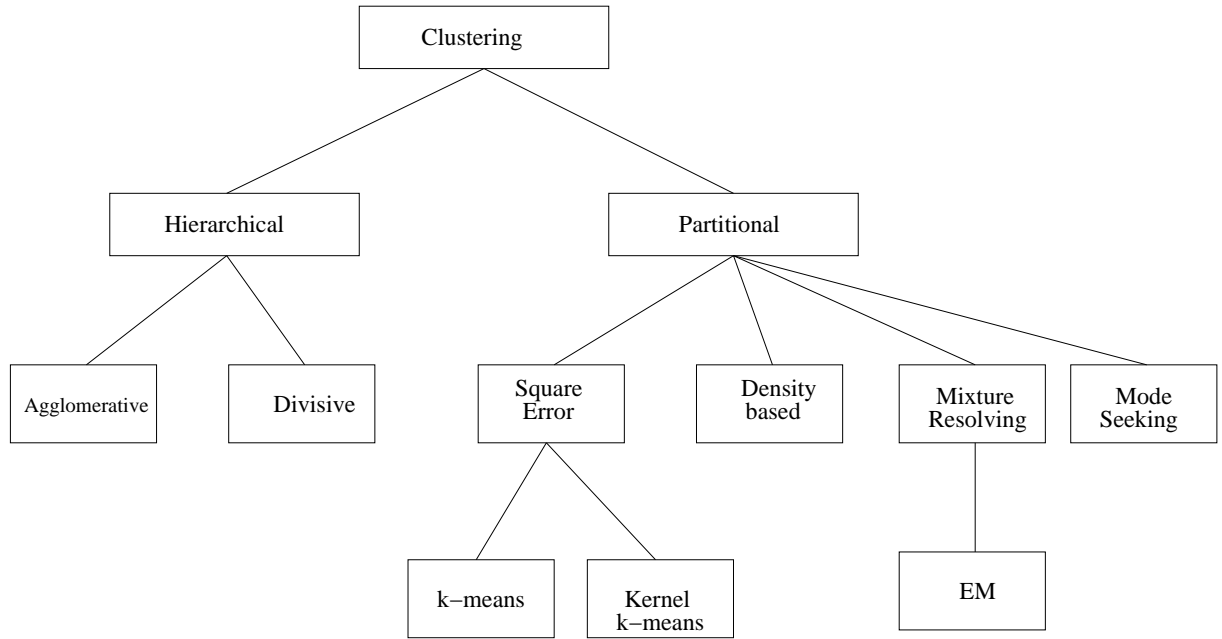 Clustering
Hierarchical
Partitional
Agglomerative
Divisive
Square
Error
Density
based
Mixture
Resolving
Mode
Seeking
k−means
Kernel
k−means
EM